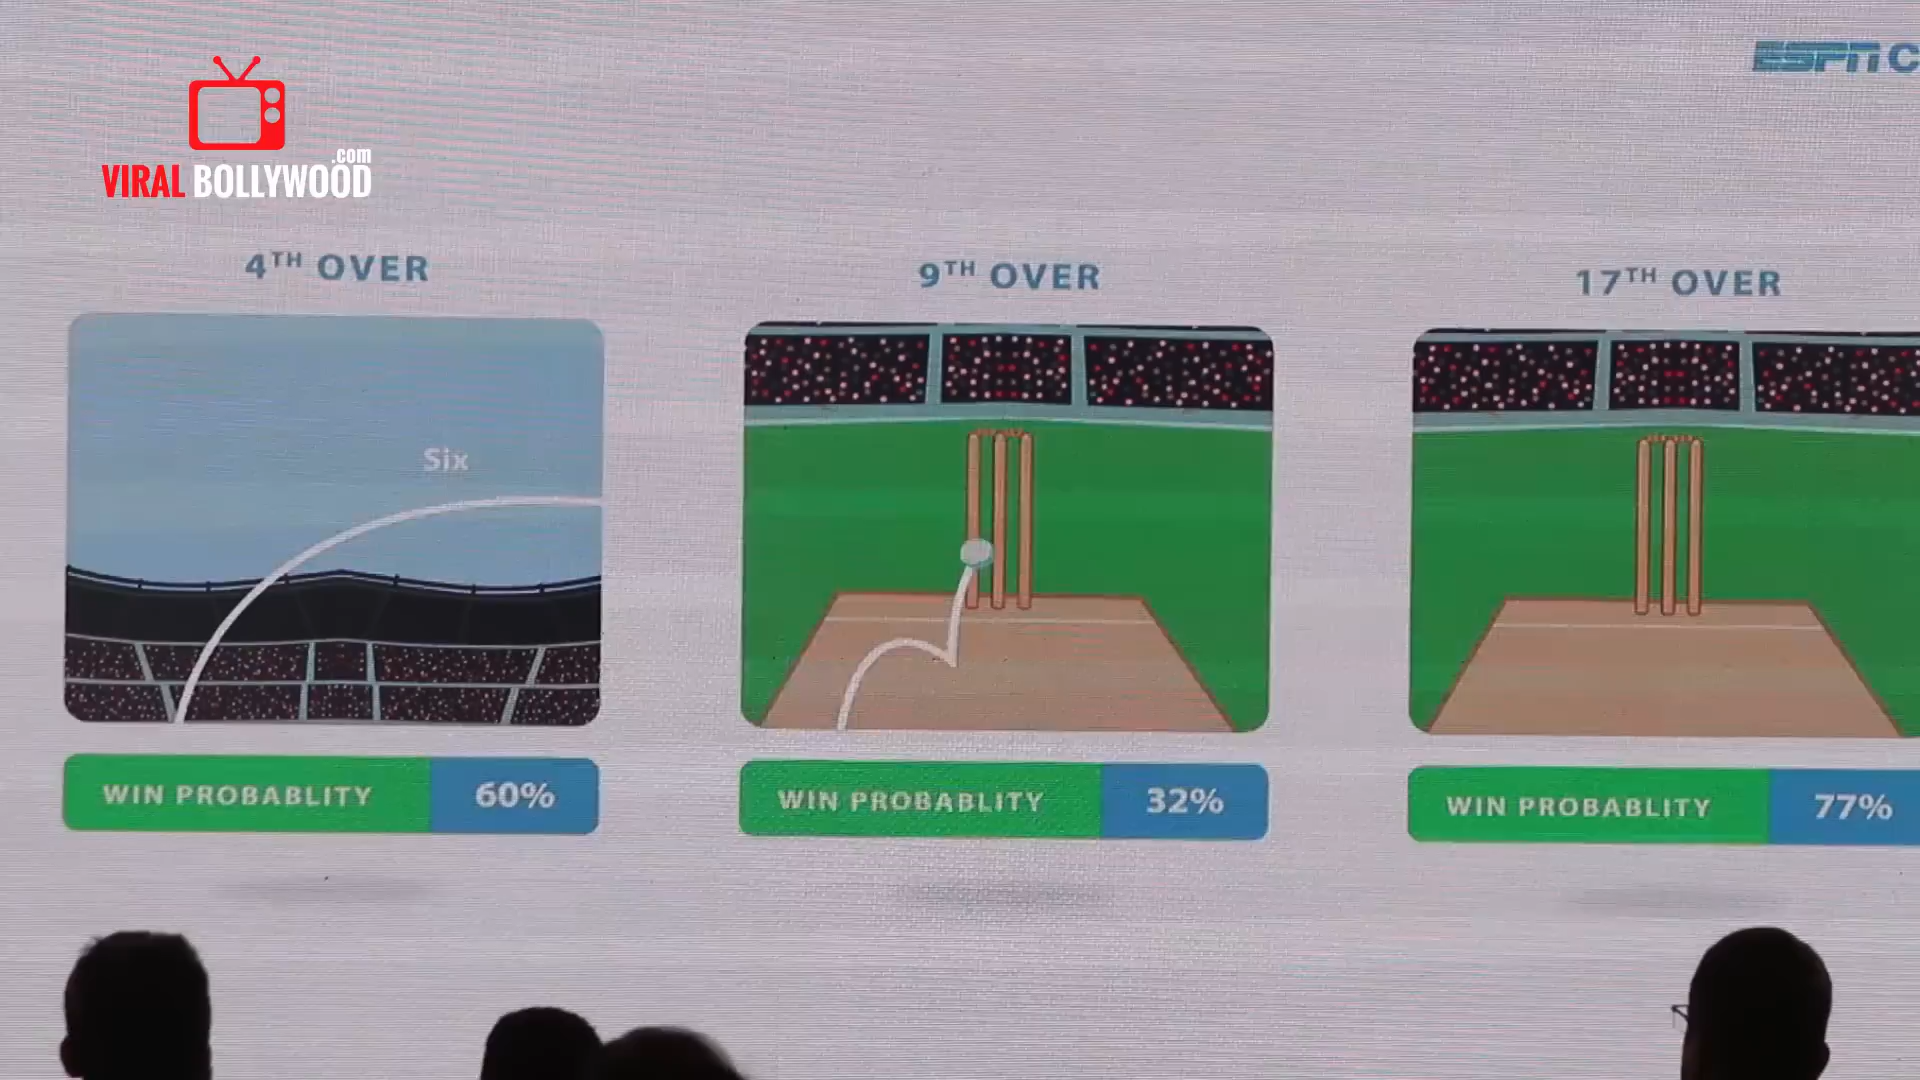 .com
VIRAL BOLLYWOOD
ESPN C
4TH OVER
9TH OVER
17TH OVER
Six
WIN PROBABLITY 60%
WIN PROBABLITY 32%
WIN PROBABLITY 77%